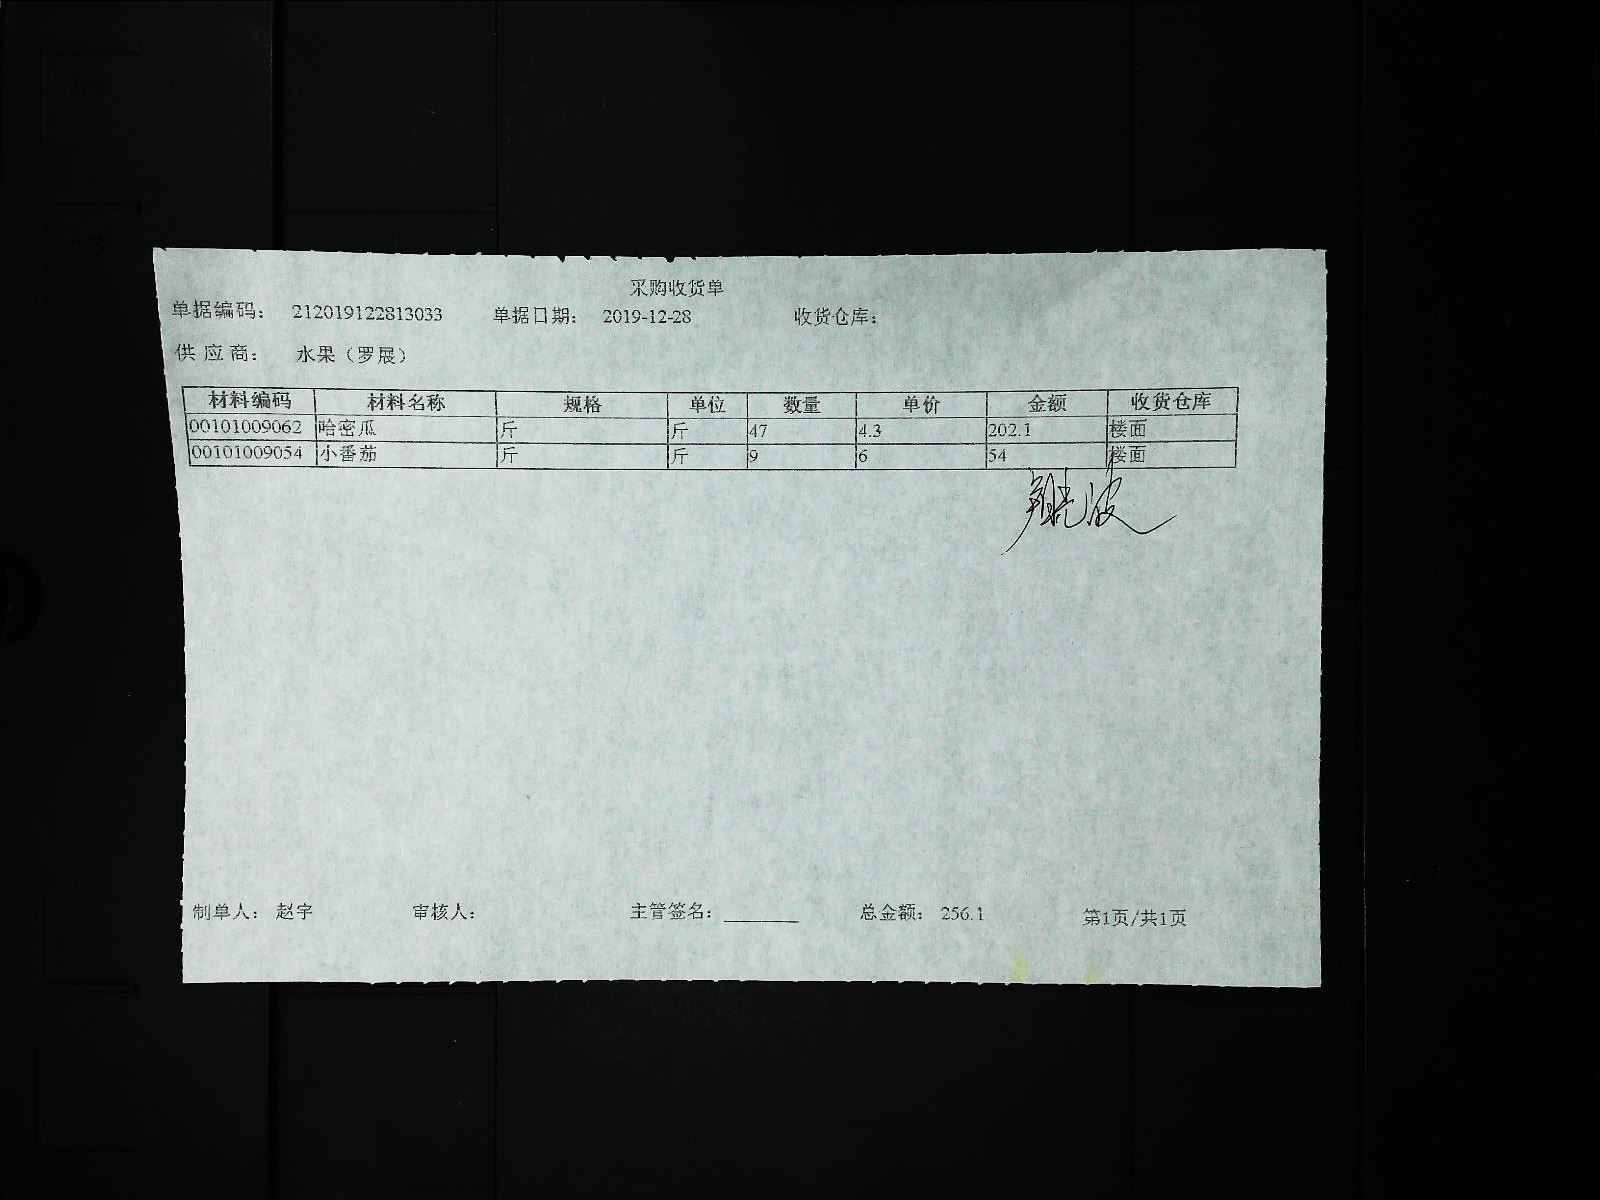 采购收货单
单据编码： 212019122813033 单据日期： 2019-12-28 收货仓库：
供应商： 水果（罗展）
材料编码 材料名称 规格 单位 数量 单价 金额 收货仓库
00101009062 哈密瓜 斤 斤 47 4.3 202.1 楼面
00101009054 小番茄 斤 斤 9 6 54 楼面
制单人： 赵宇 审核人： 主管签名： 总金额： 256.1 第1页/共1页